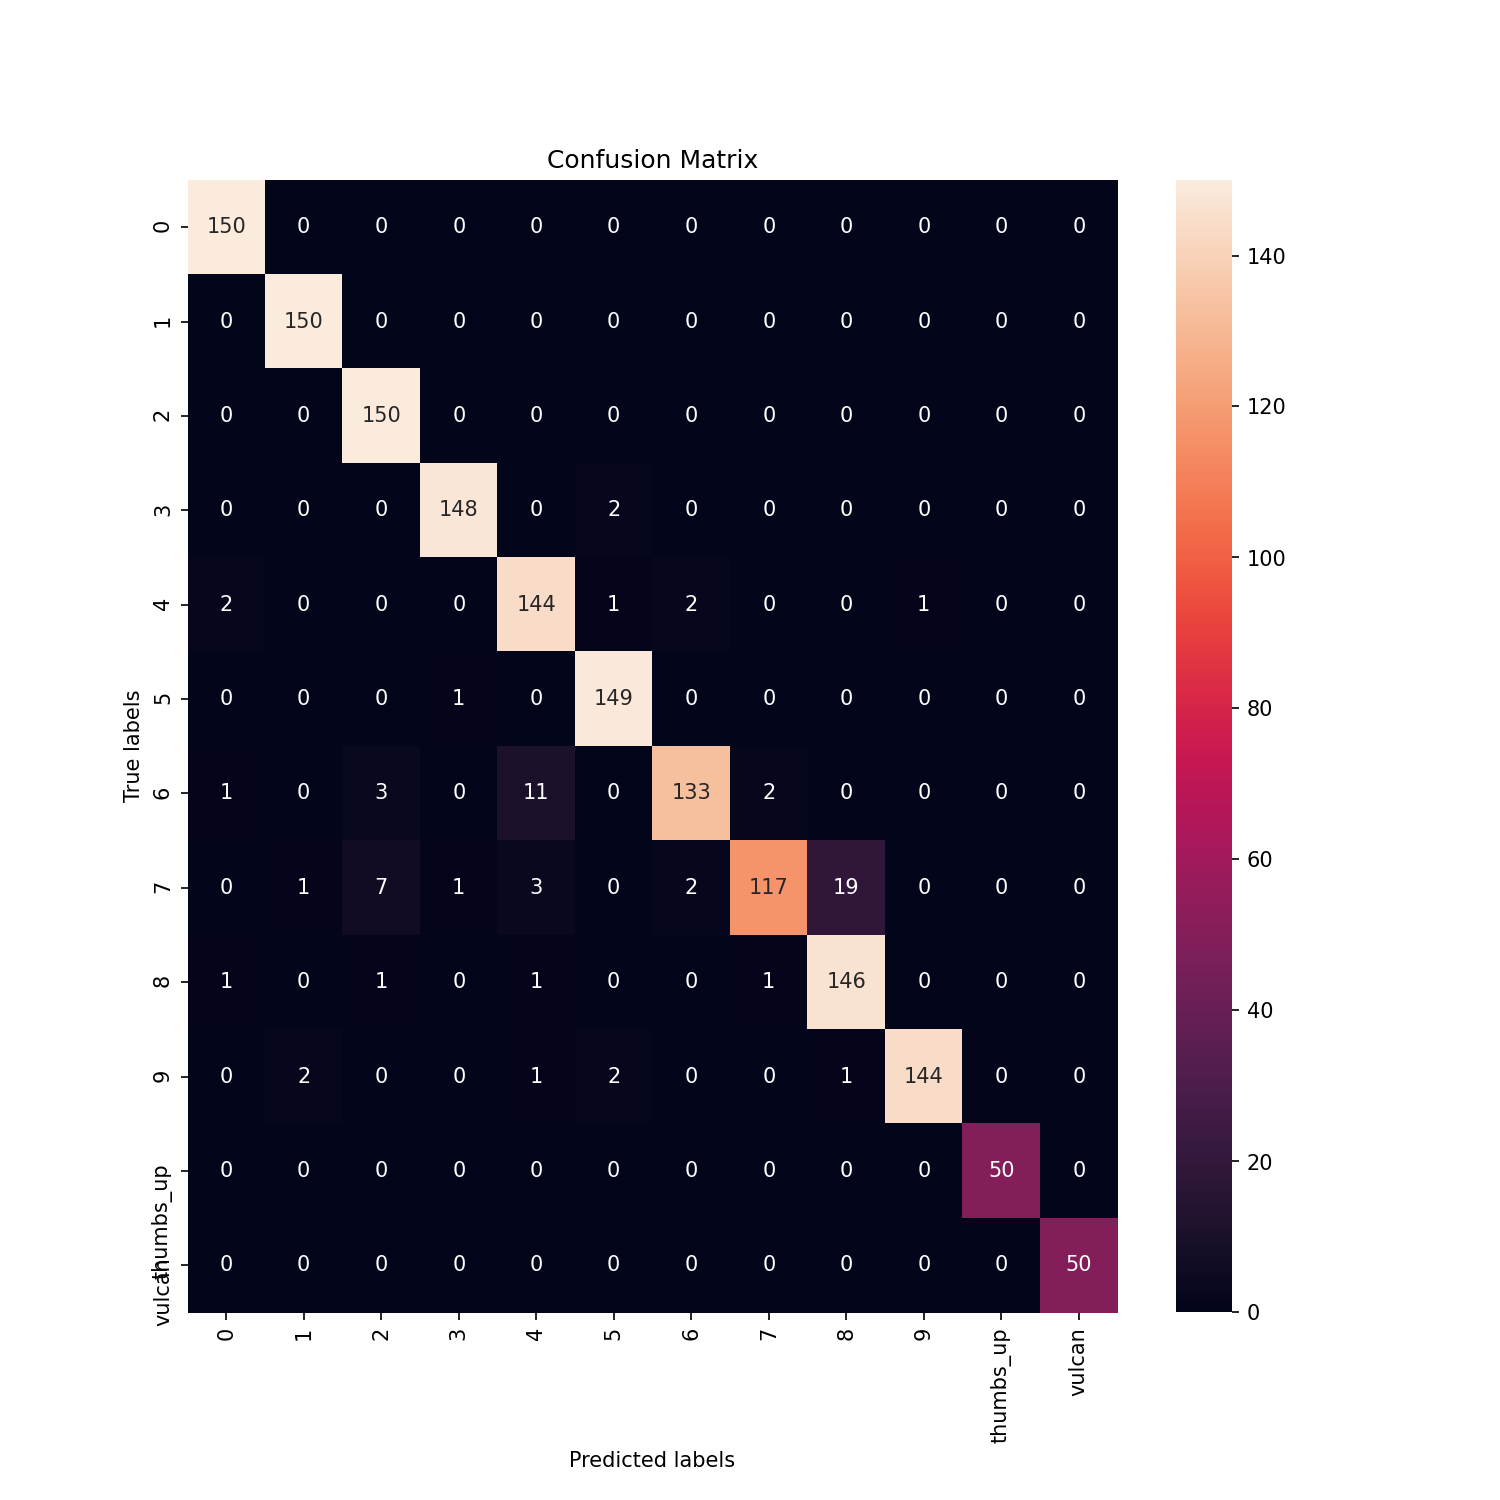 Confusion Matrix
0 150 0 0 0 0 0 0 0 0 0 0 0
1 0 150 0 0 0 0 0 0 0 0 0 0
2 0 0 150 0 0 0 0 0 0 0 0 0
3 0 0 0 148 0 2 0 0 0 0 0 0
4 2 0 0 0 144 1 2 0 0 1 0 0
5 0 0 0 1 0 149 0 0 0 0 0 0
6 1 0 3 0 11 0 133 2 0 0 0 0
7 0 1 7 1 3 0 2 117 19 0 0 0
8 1 0 1 0 1 0 0 1 146 0 0 0
9 0 2 0 0 1 2 0 0 1 144 0 0
thumbs_up 0 0 0 0 0 0 0 0 0 0 50 0
vulcan 0 0 0 0 0 0 0 0 0 0 0 50
0 1 2 3 4 5 6 7 8 9 thumbs_up vulcan
Predicted labels
True labels
140
120
100
80
60
40
20
0